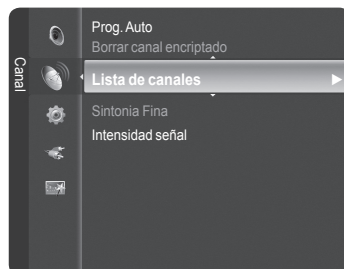 Canal
Prog. Auto
Borrar canal encriptado
Lista de canales
Sintonia Fina
Intensidad señal